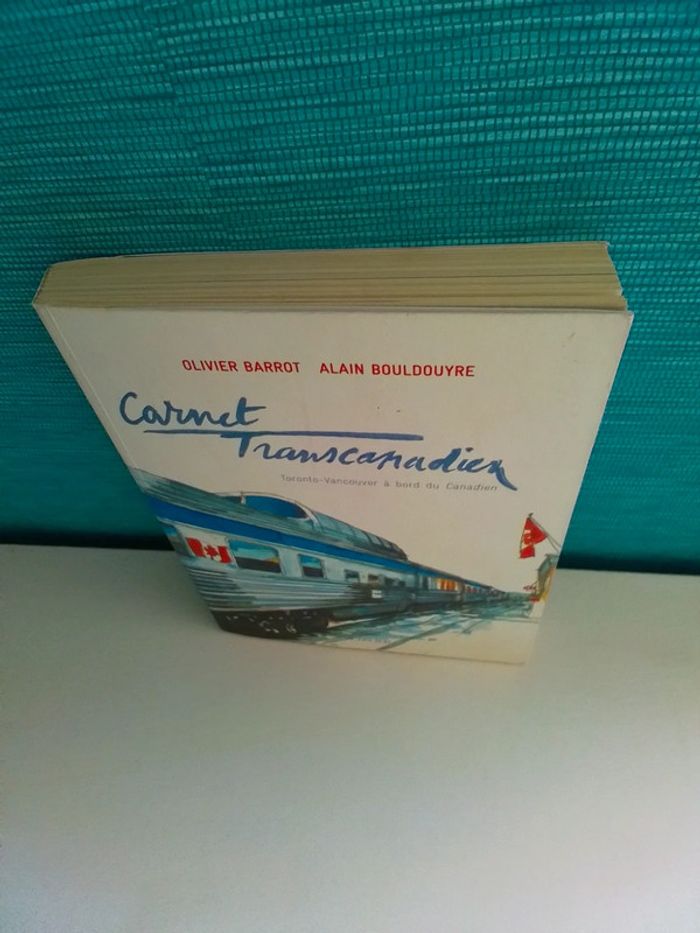 OLIVIER BARROT ALAIN BOULDOUYRE
Carnet
Transcanadien
Toronto-Vancouver à bord du Canadien